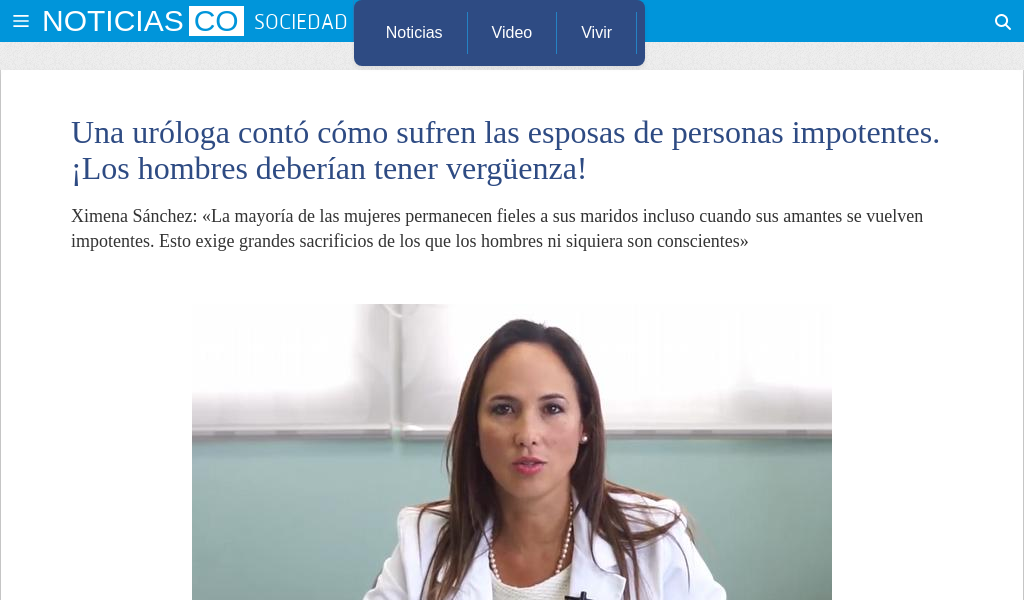 NOTICIAS CO SOCIEDAD
Noticias
Video
Vivir
Una uróloga contó cómo sufren las esposas de personas impotentes.
¡Los hombres deberían tener vergüenza!
Ximena Sánchez: «La mayoría de las mujeres permanecen fieles a sus maridos incluso cuando sus amantes se vuelven
impotentes. Esto exige grandes sacrificios de los que los hombres ni siquiera son conscientes»